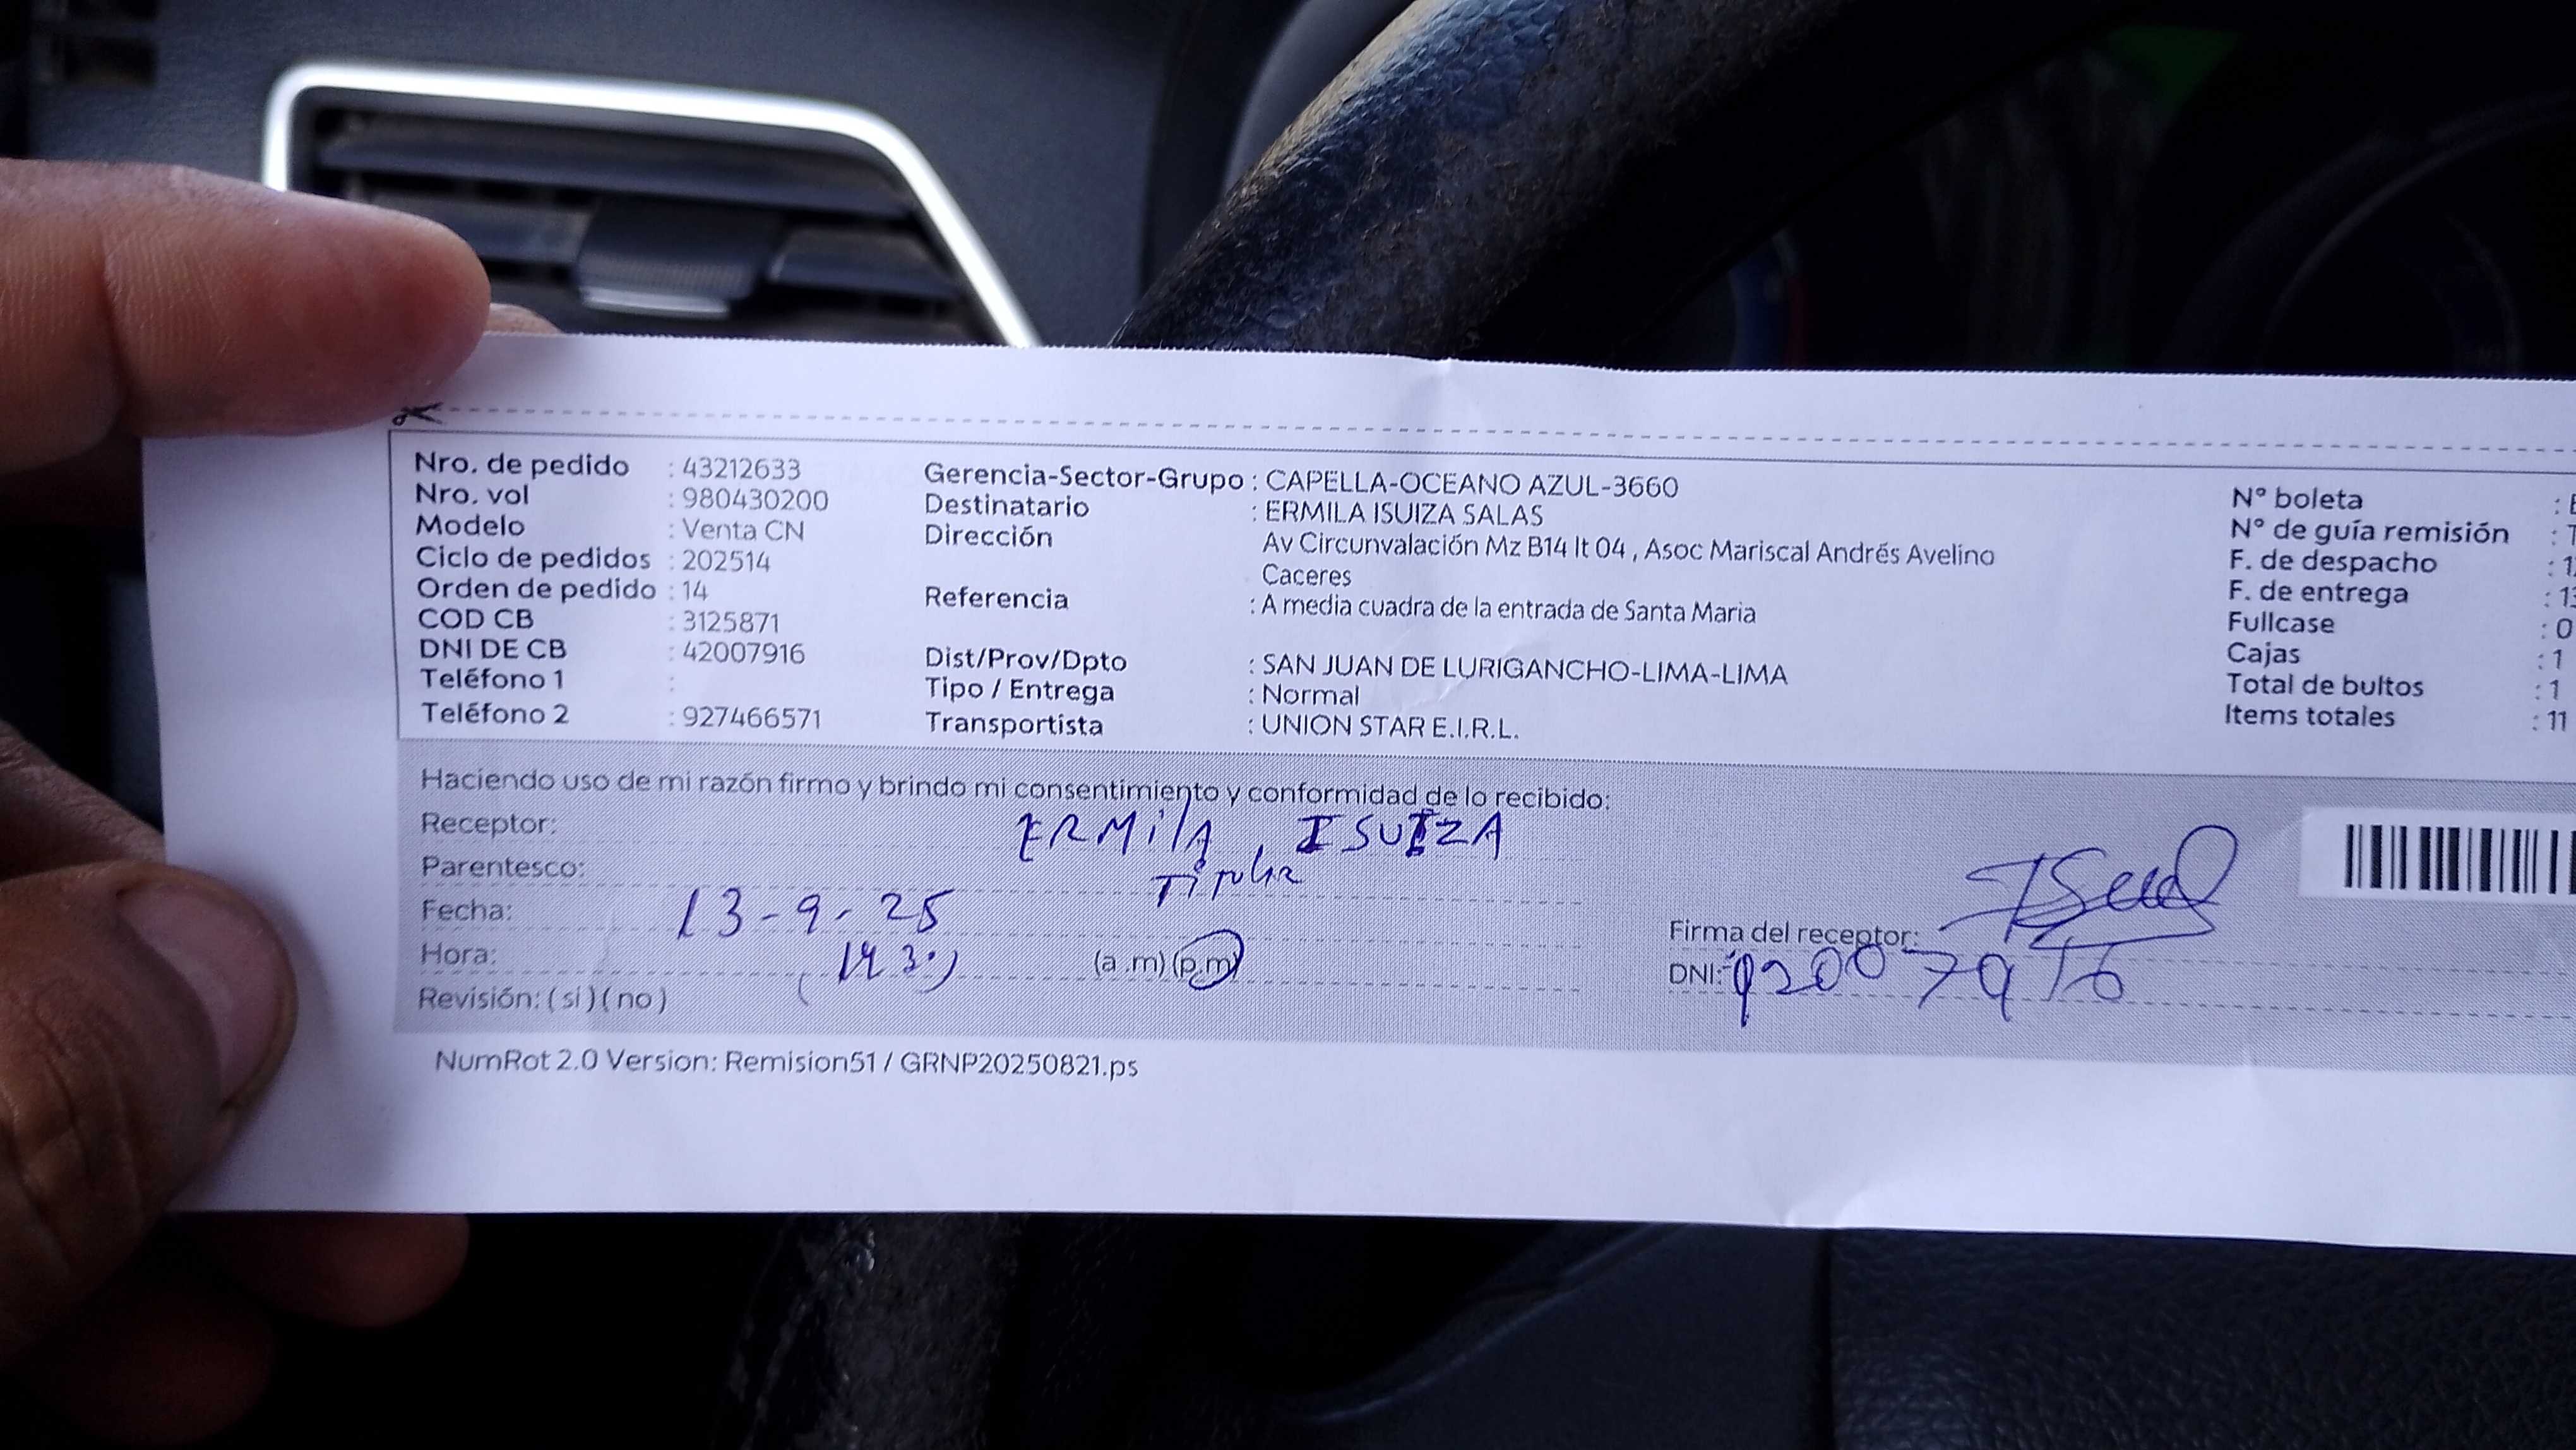 Nro. de pedido : 43212633
Nro. vol : 980430200
Modelo : Venta CN
Ciclo de pedidos : 202514
Orden de pedido : 14
COD CB : 3125871
DNI DE CB : 42007916
Teléfono 1 :
Teléfono 2 : 927466571
Gerencia-Sector-Grupo : CAPELLA-OCEANO AZUL-3660
Destinatario : ERMILA ISUIZA SALAS
Dirección Av Circunvalación Mz B14 lt 04 , Asoc Mariscal Andrés Avelino
Caceres
Referencia : A media cuadra de la entrada de Santa Maria
Dist/Prov/Dpto : SAN JUAN DE LURIGANCHO-LIMA-LIMA
Tipo / Entrega : Normal
Transportista : UNION STAR E.I.R.L.
N° boleta :
N° de guía remisión :
F. de despacho :
F. de entrega :
Fullcase : 0
Cajas : 1
Total de bultos : 1
Items totales : 11
Haciendo uso de mi razón firmo y brindo mi consentimiento y conformidad de lo recibido:
Receptor: ERMilA ISUIZA
Parentesco:
Fecha: 13-9-25
Hora: (a .m) (p.m)
Revisión: ( si ) ( no )
Firma del receptor:
DNI: 42007916
NumRot 2.0 Version: Remision51 / GRNP20250821.ps